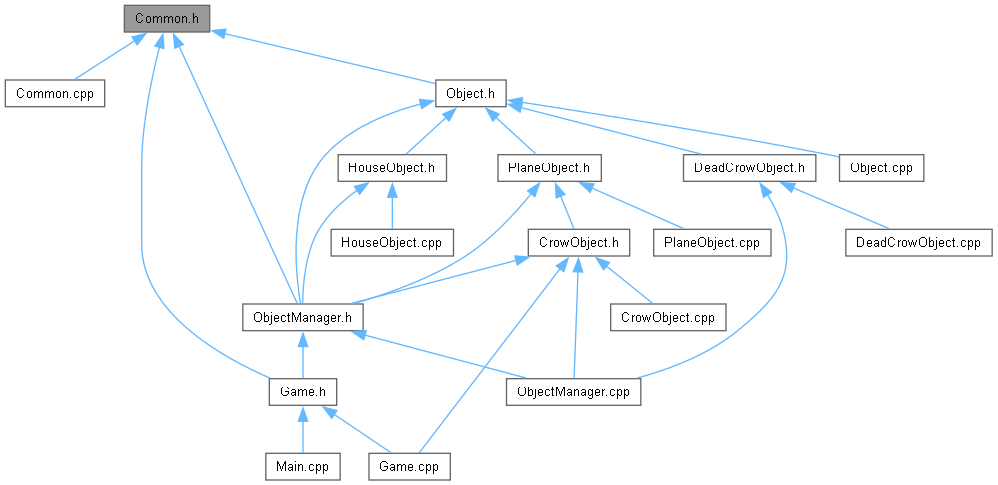 Common.h
Common.cpp
Object.h
HouseObject.h
PlaneObject.h
DeadCrowObject.h
Object.cpp
HouseObject.cpp
CrowObject.h
PlaneObject.cpp
DeadCrowObject.cpp
ObjectManager.h
CrowObject.cpp
Game.h
ObjectManager.cpp
Main.cpp
Game.cpp